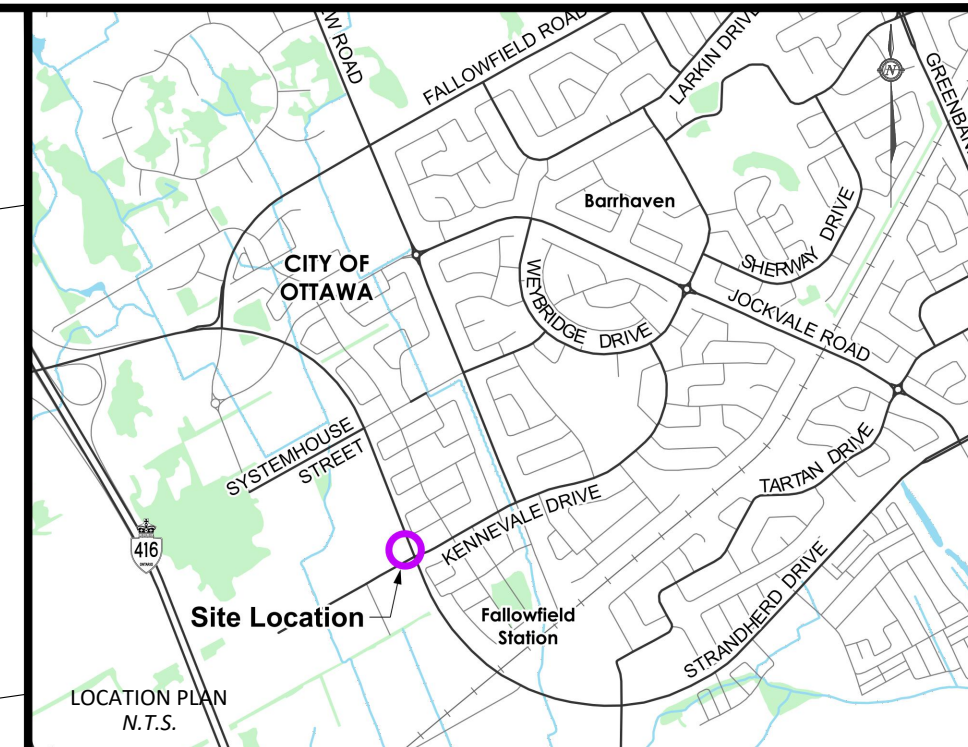 W ROAD
FALLOWFIELD ROAD
LARKIN DRIVE
N
GREENBAN
Barrhaven
SHERWAY DRIVE
CITY OF
OTTAWA
WEYBRIDGE DRIVE
JOCKVALE ROAD
SYSTEMHOUSE
STREET
TARTAN DRIVE
KENNEVALE DRIVE
416
ONTARIO
STRANDHERD DRIVE
Site Location
Fallowfield
Station
LOCATION PLAN
N.T.S.